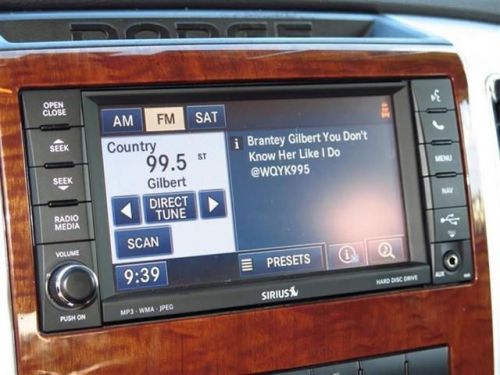 DODGE
OPEN
CLOSE
SEEK
SEEK
RADIO
MEDIA
VOLUME
PUSH ON
AM FM SAT
Country
99.5 ST
Gilbert
DIRECT
TUNE
SCAN
9:39
i Brantey Gilbert You Don't
Know Her Like I Do
@WQYK995
PRESETS
i
2
MENU
NAV
AUX
MP3 · WMA · JPEG
SIRIUS
HARD DISC DRIVE